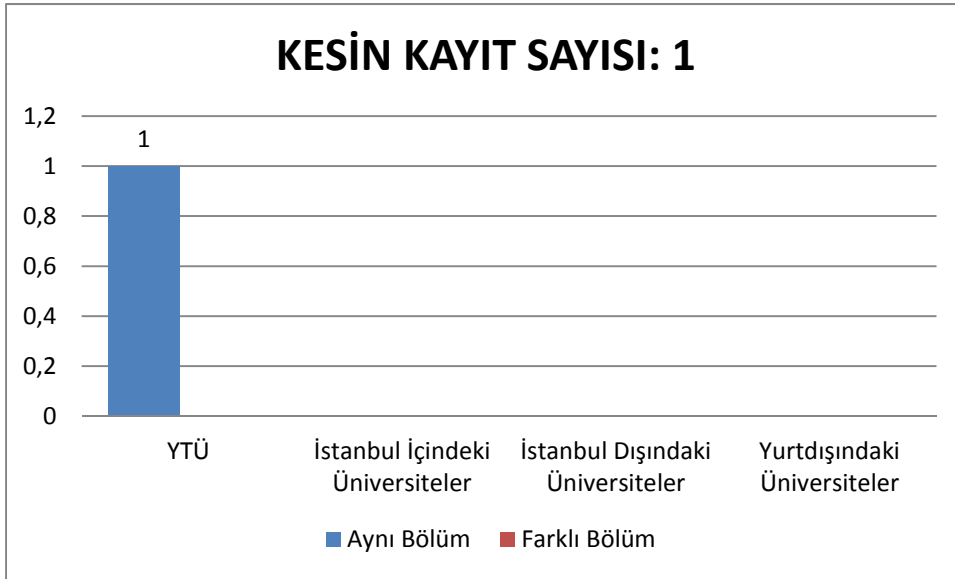 KESİN KAYIT SAYISI: 1
1,2
1
1
0,8
0,6
0,4
0,2
0
YTÜ
İstanbul İçindeki
Üniversiteler
İstanbul Dışındaki
Üniversiteler
Yurtdışındaki
Üniversiteler
Aynı Bölüm
Farklı Bölüm